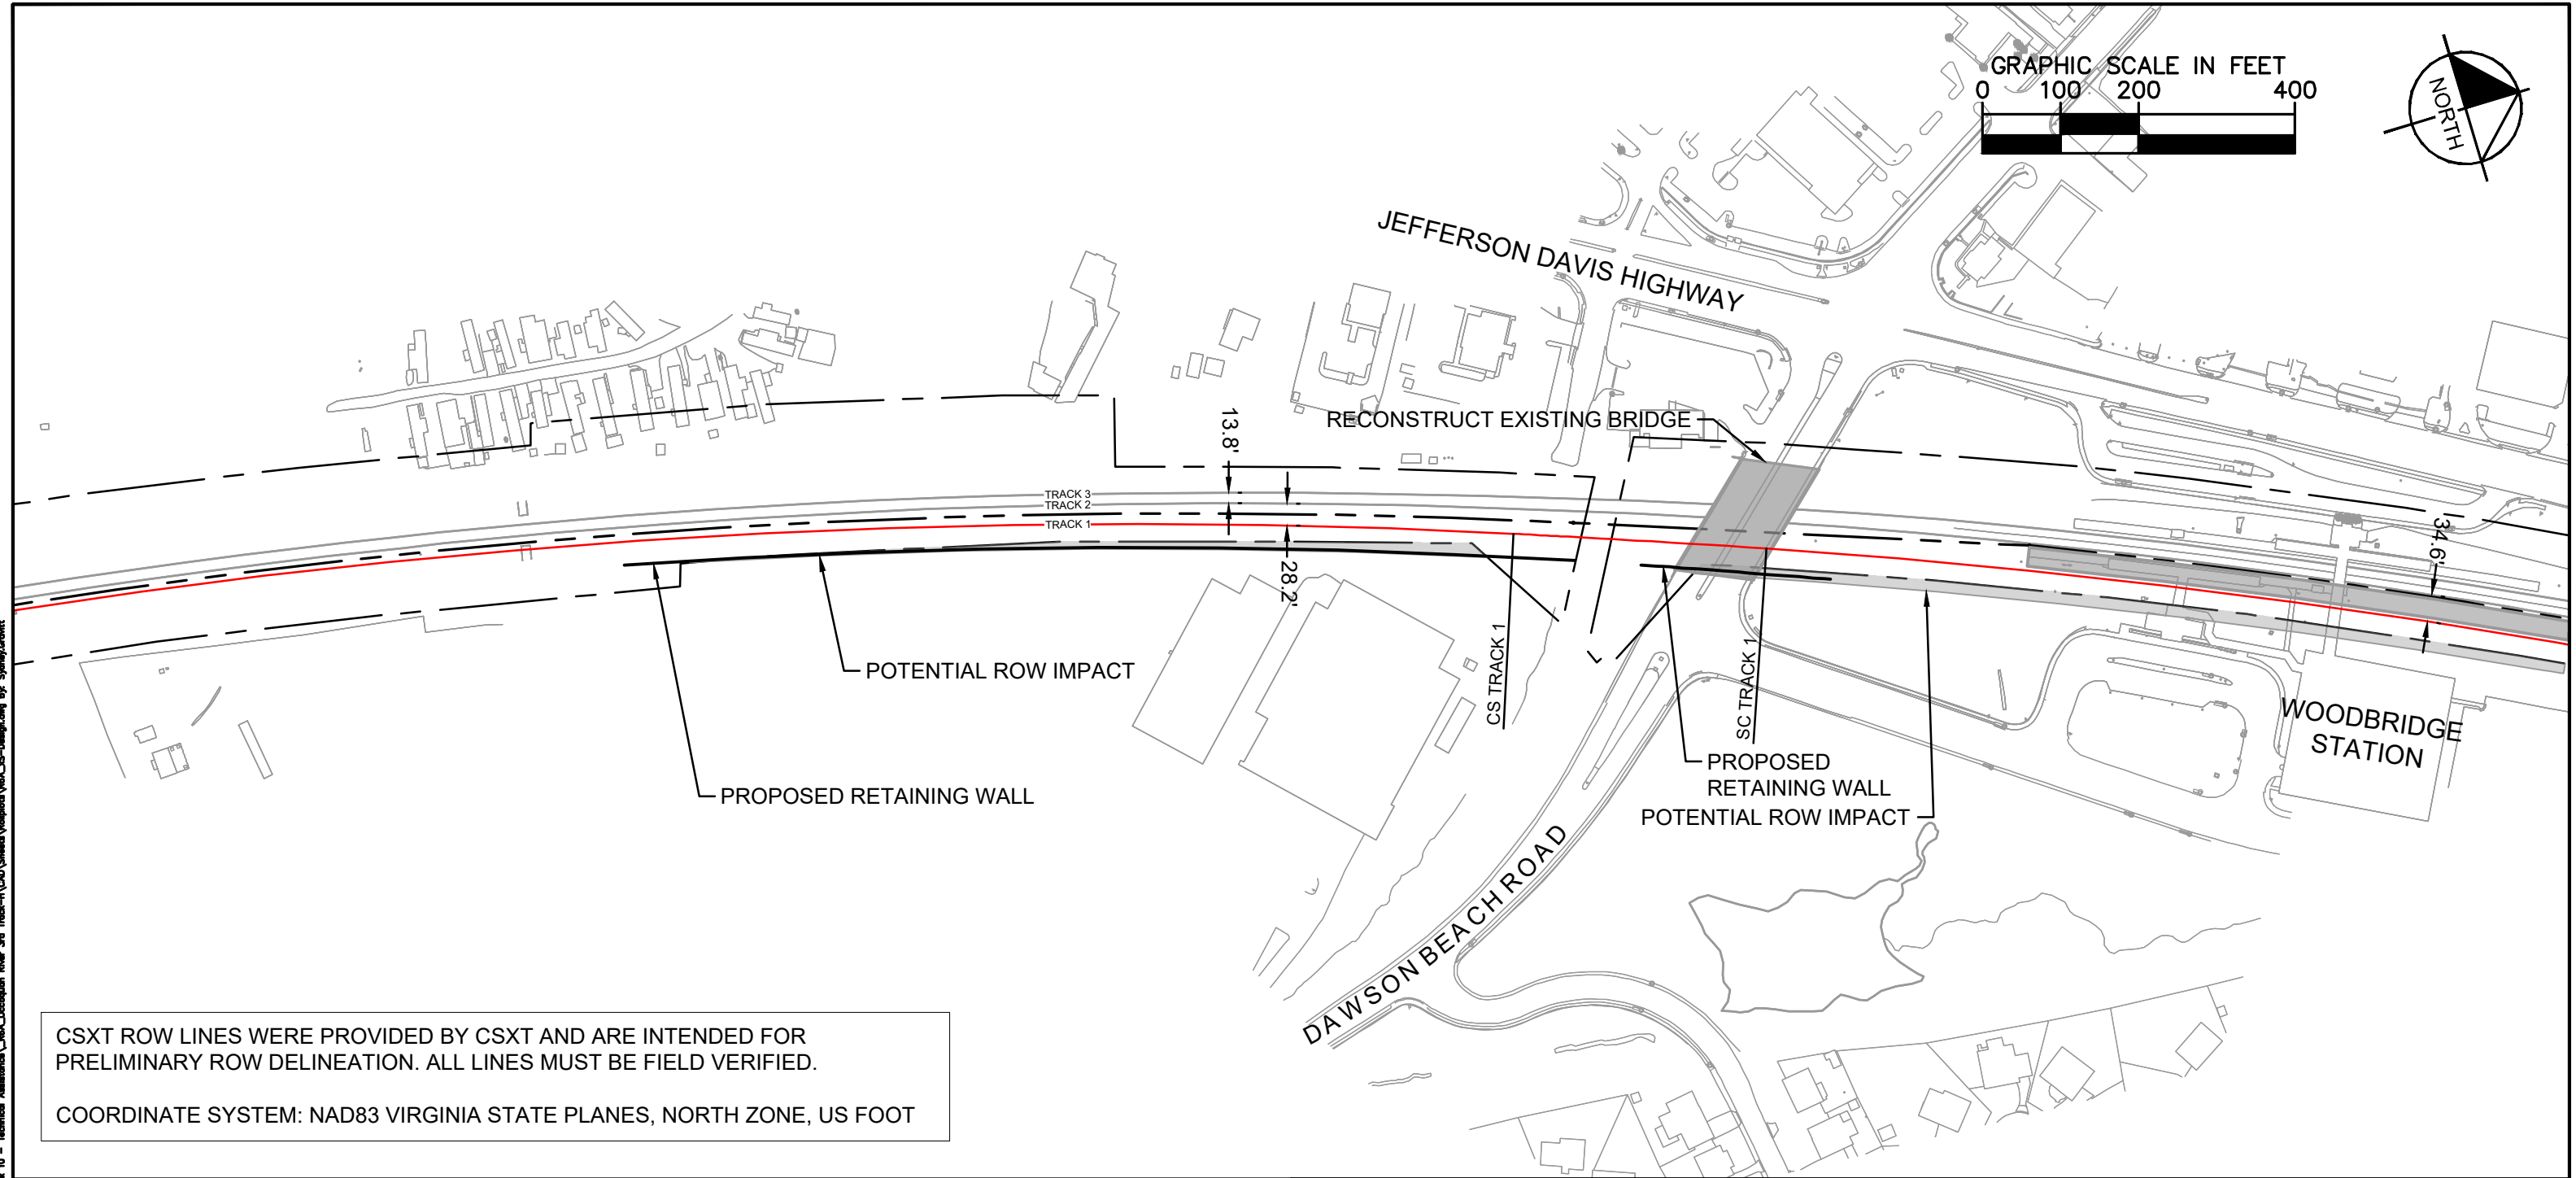 GRAPHIC SCALE IN FEET
0 100 200 400
NORTH
JEFFERSON DAVIS HIGHWAY
RECONSTRUCT EXISTING BRIDGE
13.8'
TRACK 3
TRACK 2
TRACK 1
28.2'
34.6'
POTENTIAL ROW IMPACT
PROPOSED RETAINING WALL
CS TRACK 1
SC TRACK 1
PROPOSED
RETAINING WALL
POTENTIAL ROW IMPACT
WOODBRIDGE
STATION
DAWSON BEACH ROAD
CSXT ROW LINES WERE PROVIDED BY CSXT AND ARE INTENDED FOR
PRELIMINARY ROW DELINEATION. ALL LINES MUST BE FIELD VERIFIED.
COORDINATE SYSTEM: NAD83 VIRGINIA STATE PLANES, NORTH ZONE, US FOOT